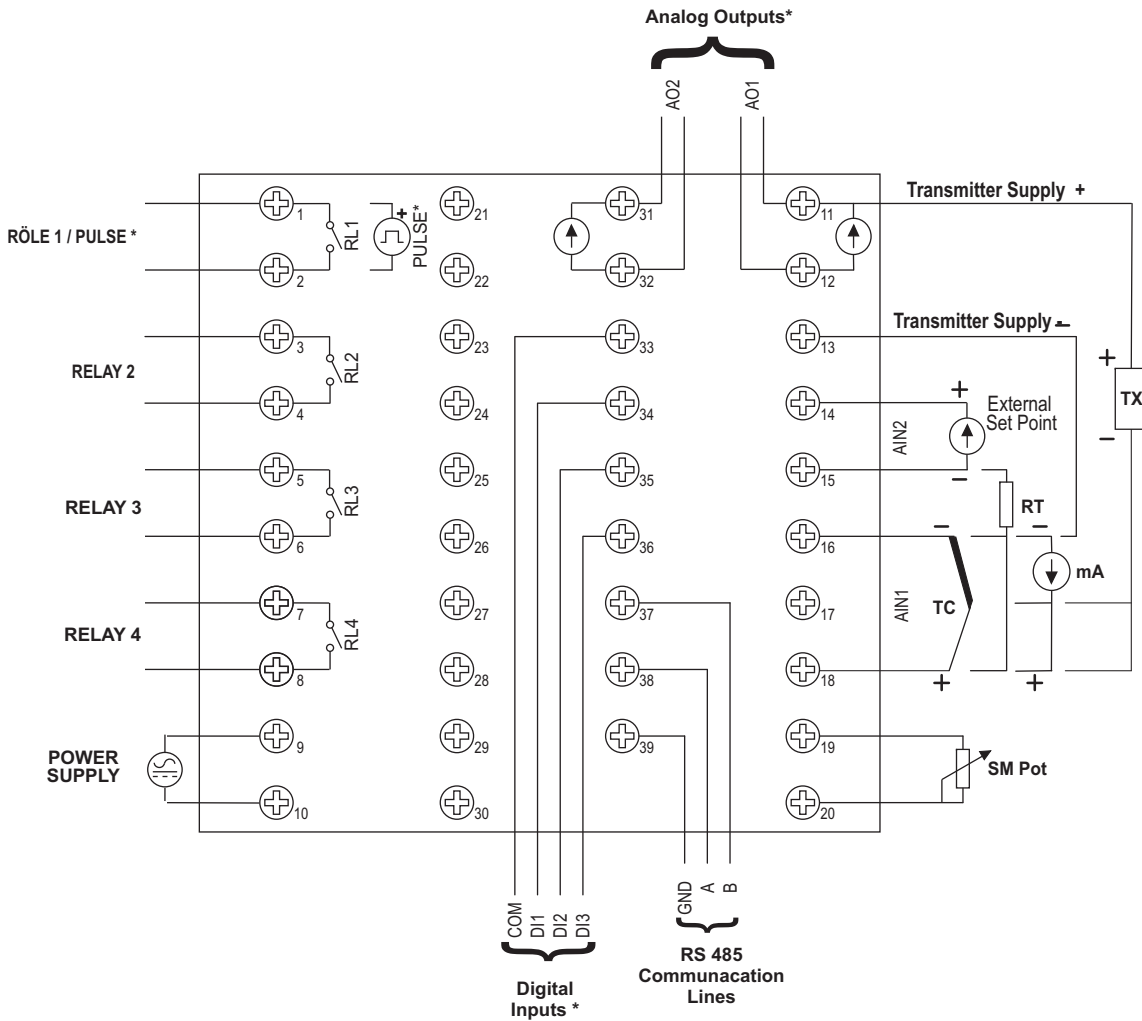 Analog Outputs*
AO2
AO1
Transmitter Supply +
RÖLE 1 / PULSE *
1
RL1
+
PULSE*
21
31
11
2
22
32
12
Transmitter Supply -
3
23
33
13
RELAY 2
RL2
+
TX
-
4
24
34
14
+
External
Set Point
AIN2
5
25
35
15
-
RELAY 3
RL3
RT
6
26
36
16
-
-
mA
7
27
37
17
AIN1
TC
RELAY 4
RL4
8
28
38
18
+
+
POWER
SUPPLY
9
29
39
19
SM Pot
10
30
20
COM
DI1
DI2
DI3
GND
A
B
Digital
Inputs *
RS 485
Communacation
Lines